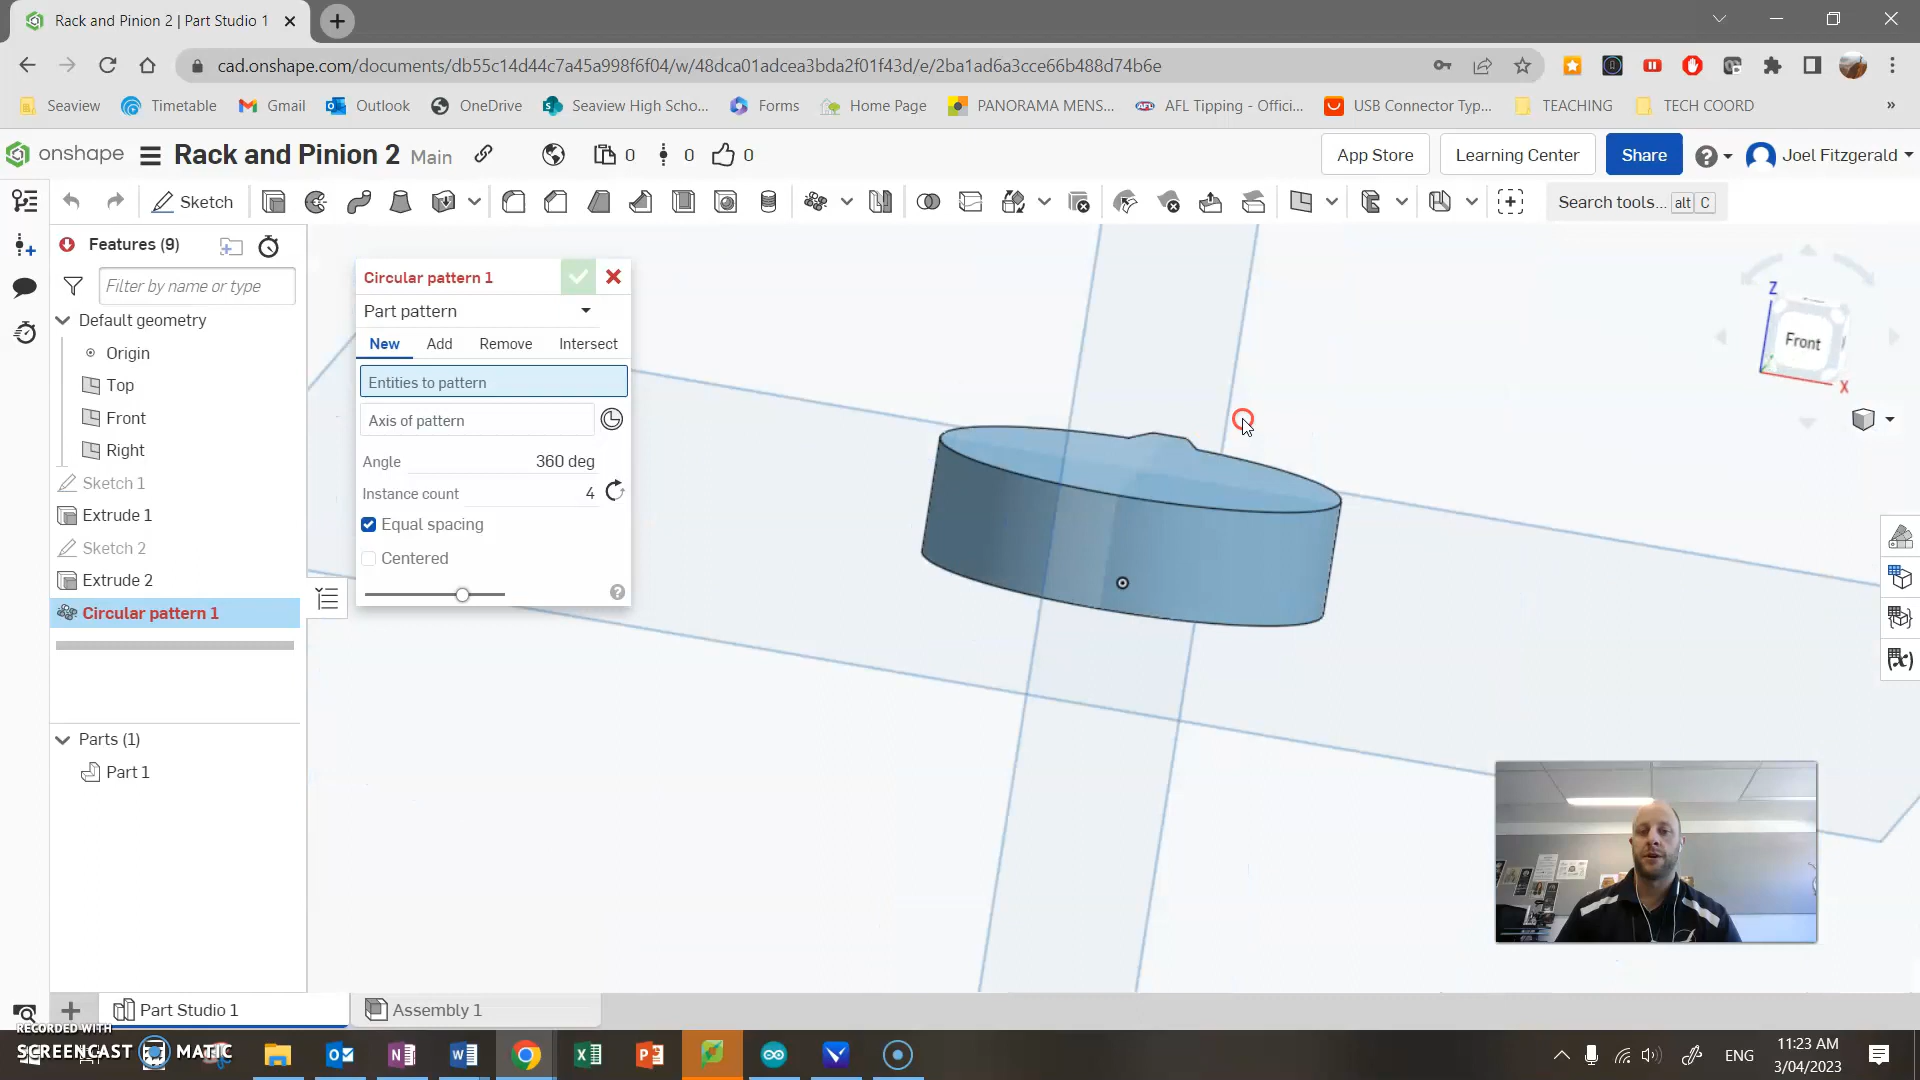 Rack and Pinion 2 | Part Studio 1
cad.onshape.com/documents/db55c14d44c7a45a998f6f04/w/48dca01adcea3bda2f01f43d/e/2ba1ad6a3cce66b488d74b6e
Seaview
Timetable
Gmail
Outlook
OneDrive
Seaview High Scho...
Forms
Home Page
PANORAMA MENS...
AFL Tipping - Offici...
USB Connector Typ...
TEACHING
TECH COORD
»
onshape
Rack and Pinion 2
Main
0
0
0
App Store
Learning Center
Share
Joel Fitzgerald
Sketch
Search tools...
alt C
Features (9)
Filter by name or type
Default geometry
Origin
Top
Front
Right
Sketch 1
Extrude 1
Sketch 2
Extrude 2
Circular pattern 1
Parts (1)
Part 1
Circular pattern 1
Part pattern
New Add Remove Intersect
Entities to pattern
Axis of pattern
Angle 360 deg
Instance count 4
Equal spacing
Centered
Z
Front
X
Part Studio 1
Assembly 1
RECORDED WITH
SCREENCAST MATIC
ENG
11:23 AM
3/04/2023